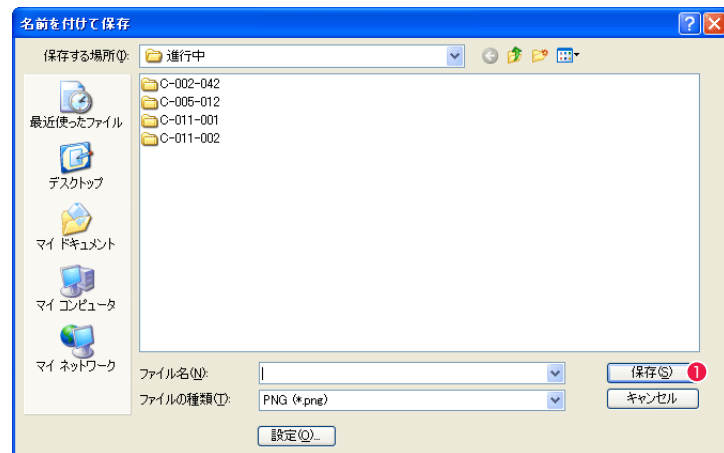 名前を付けて保存
保存する場所(I):
進行中
C-002-042
C-005-012
C-011-001
C-011-002
最近使ったファイル
デスクトップ
マイ ドキュメント
マイ コンピュータ
マイ ネットワーク
ファイル名(N):
保存(S)
1
ファイルの種類(T):
PNG (*.png)
キャンセル
設定(O)...